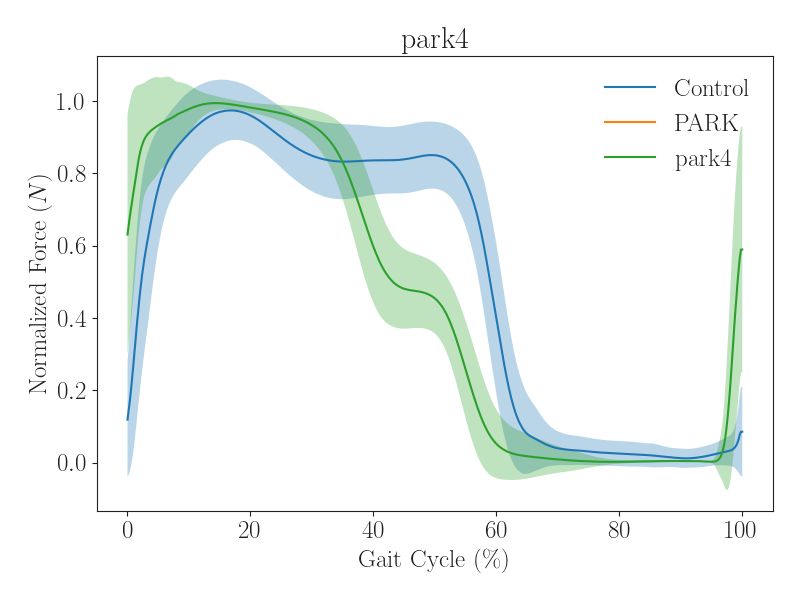 park4
Control
PARK
park4
1.0
0.8
0.6
0.4
0.2
0.0
Normalized Force (N)
0 20 40 60 80 100
Gait Cycle (%)